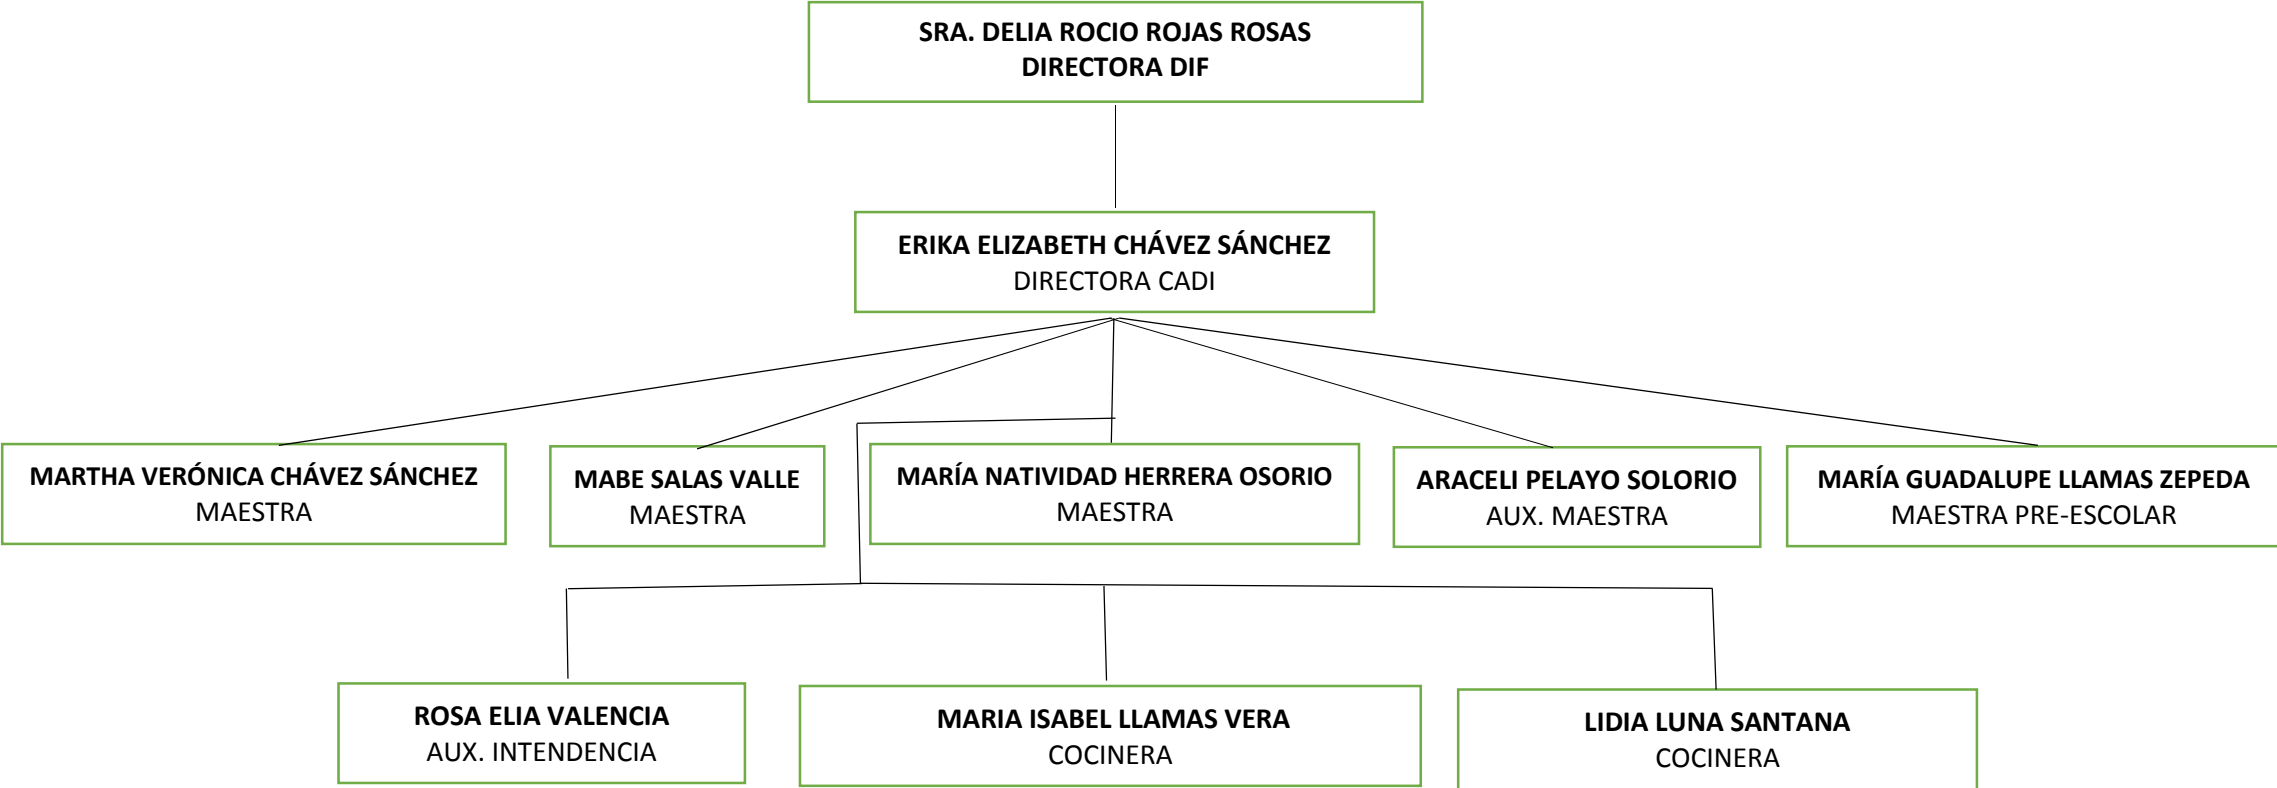 SRA. DELIA ROCIO ROJAS ROSAS
DIRECTORA DIF
ERIKA ELIZABETH CHÁVEZ SÁNCHEZ
DIRECTORA CADI
MARTHA VERÓNICA CHÁVEZ SÁNCHEZ
MAESTRA
MABE SALAS VALLE
MAESTRA
MARÍA NATIVIDAD HERRERA OSORIO
MAESTRA
ARACELI PELAYO SOLORIO
AUX. MAESTRA
MARÍA GUADALUPE LLAMAS ZEPEDA
MAESTRA PRE-ESCOLAR
ROSA ELIA VALENCIA
AUX. INTENDENCIA
MARIA ISABEL LLAMAS VERA
COCINERA
LIDIA LUNA SANTANA
COCINERA